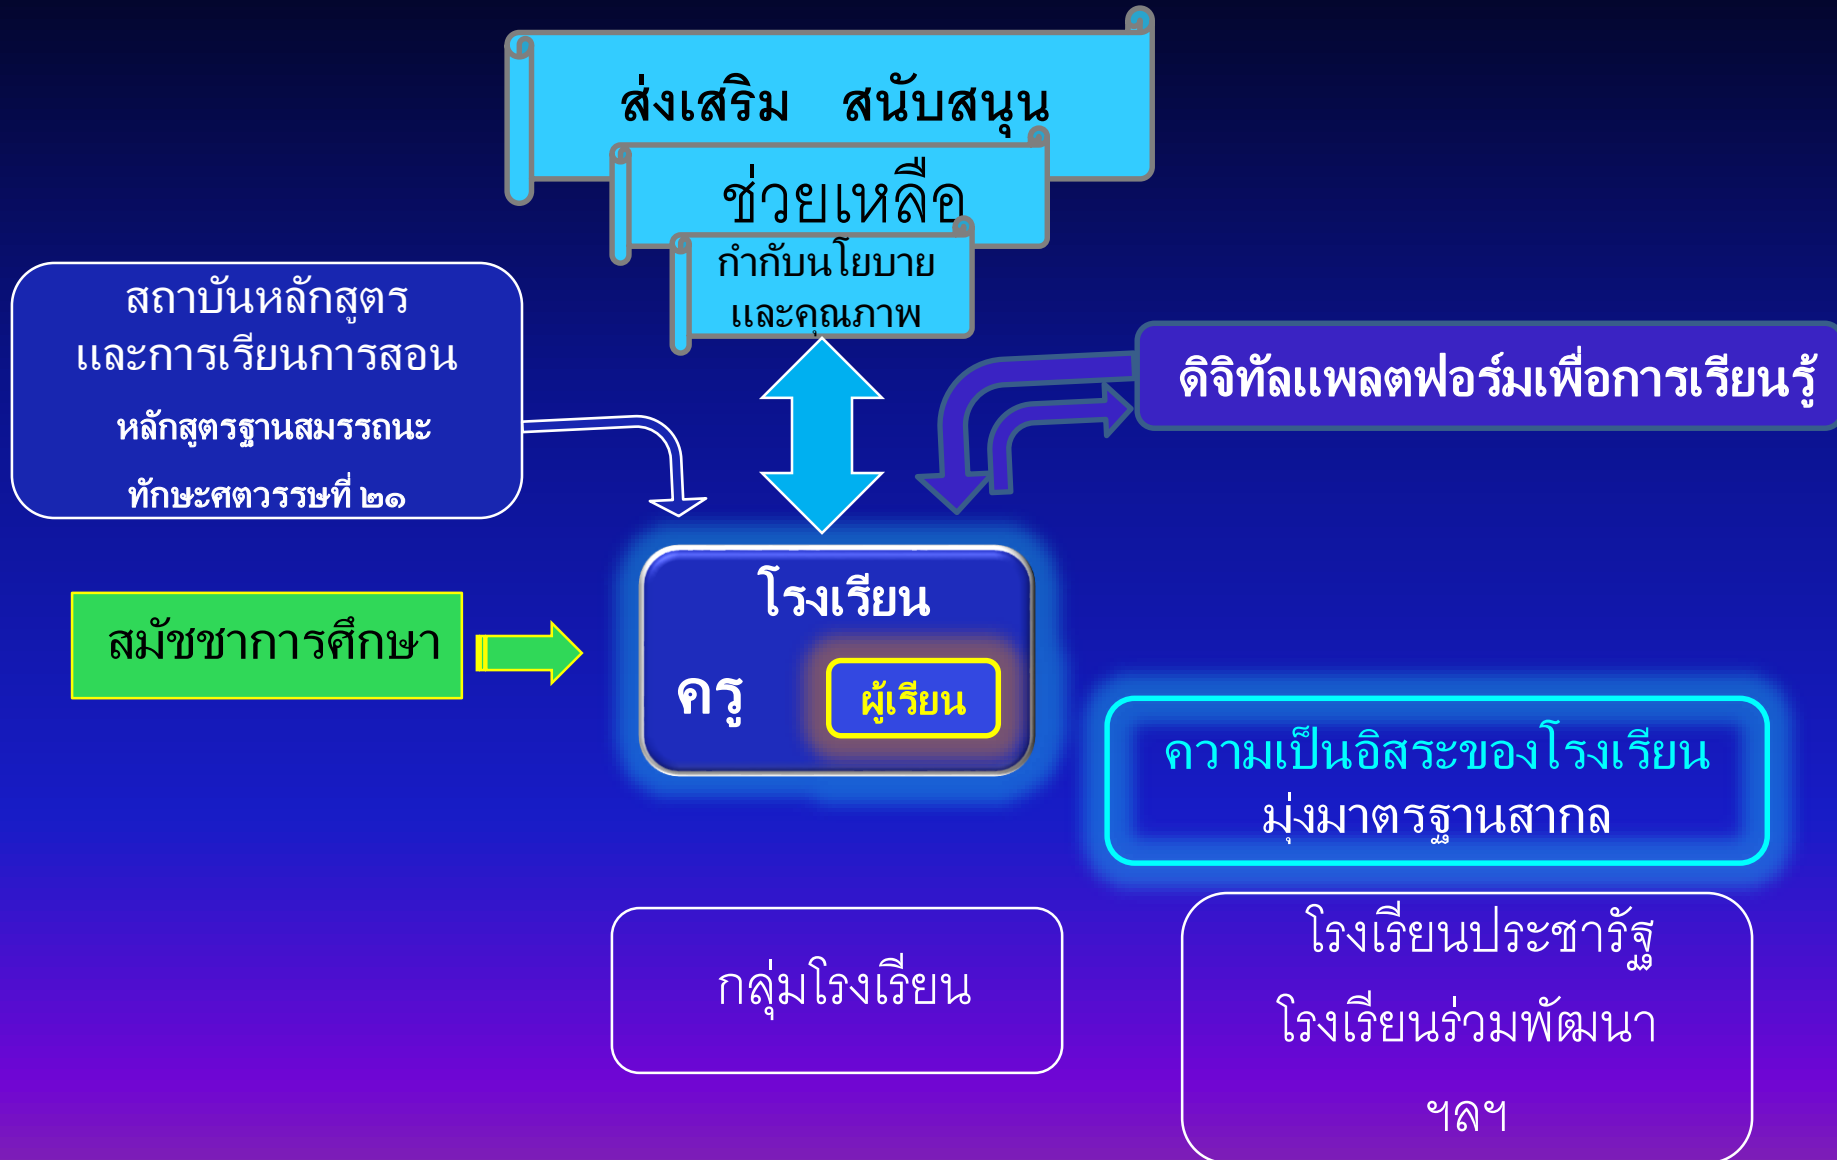 ส่งเสริม สนับสนุน
ช่วยเหลือ
กำกับนโยบาย
และคุณภาพ
สถาบันหลักสูตร
และการเรียนการสอน
หลักสูตรฐานสมรรถนะ
ทักษะศตวรรษที่ ๒๑
ดิจิทัลแพลตฟอร์มเพื่อการเรียนรู้
สมัชชาการศึกษา
โรงเรียน
ครู ผู้เรียน
ความเป็นอิสระของโรงเรียน
มุ่งมาตรฐานสากล
กลุ่มโรงเรียน
โรงเรียนประชารัฐ
โรงเรียนร่วมพัฒนา
ฯลฯ